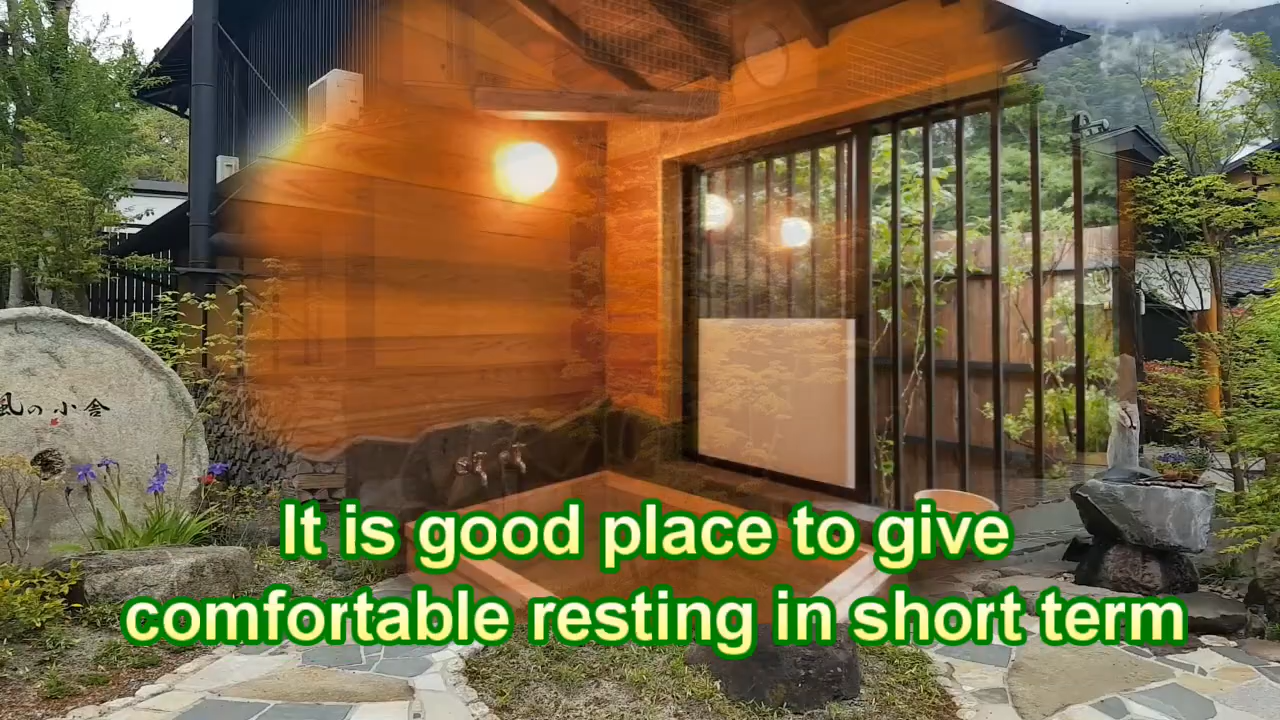 風の小舎
It is good place to give
comfortable resting in short term